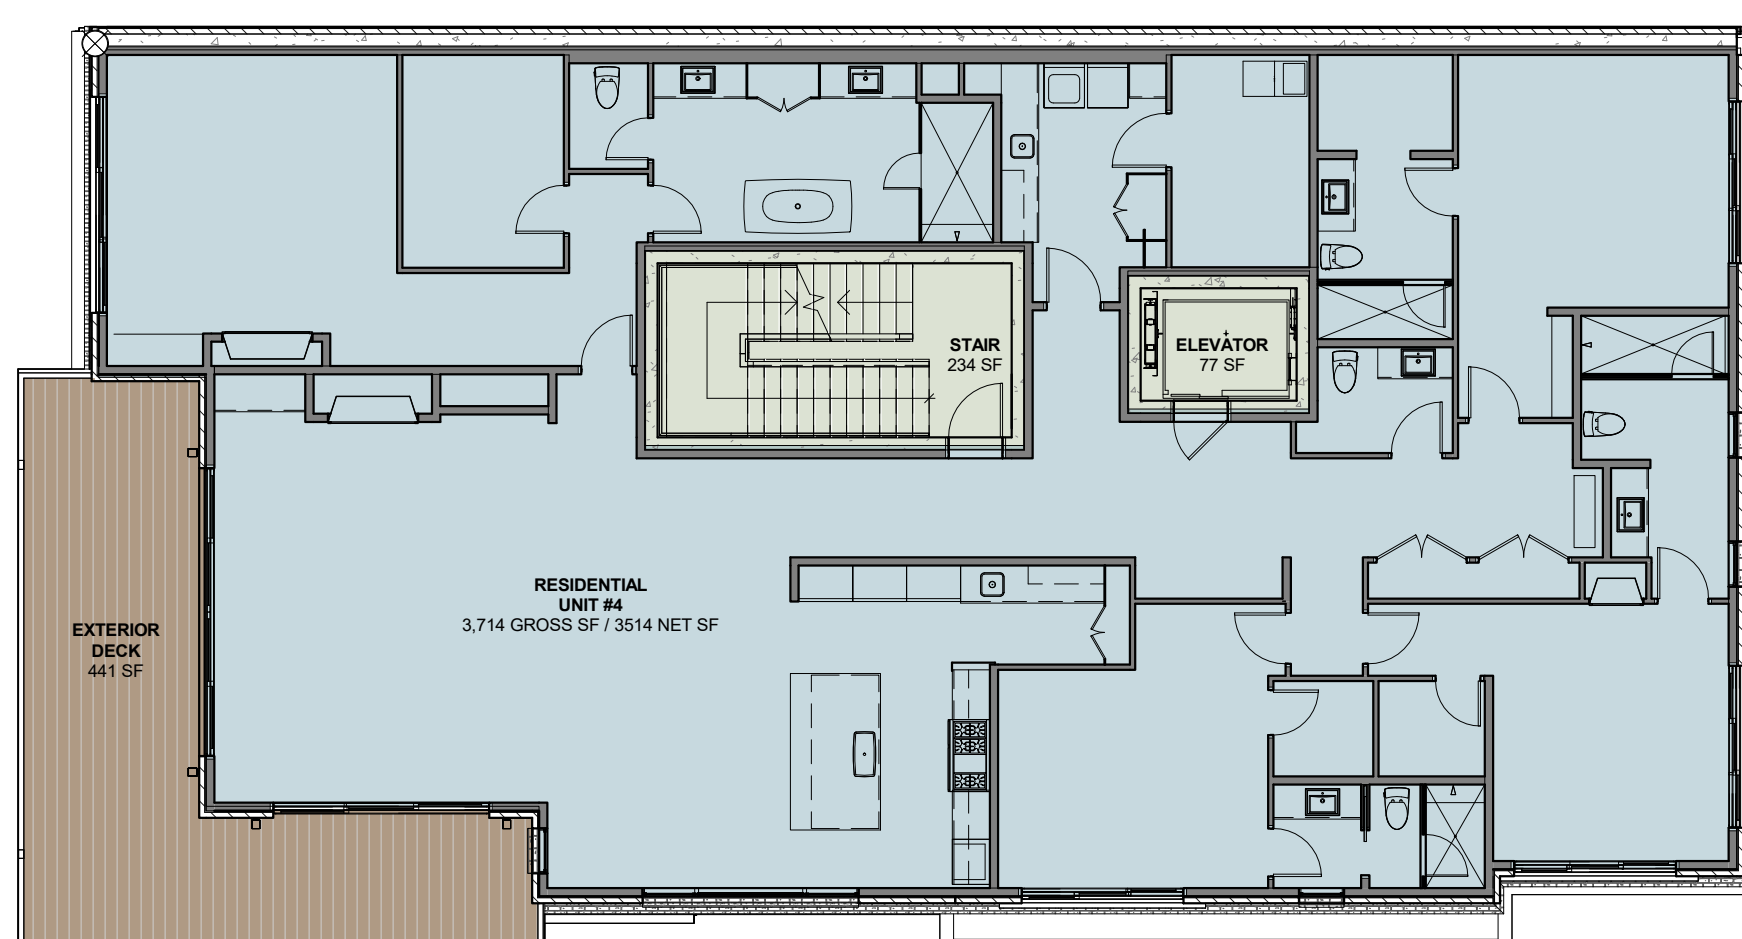 STAIR
234 SF
ELEVATOR
77 SF
RESIDENTIAL
UNIT #4
3,714 GROSS SF / 3514 NET SF
EXTERIOR
DECK
441 SF